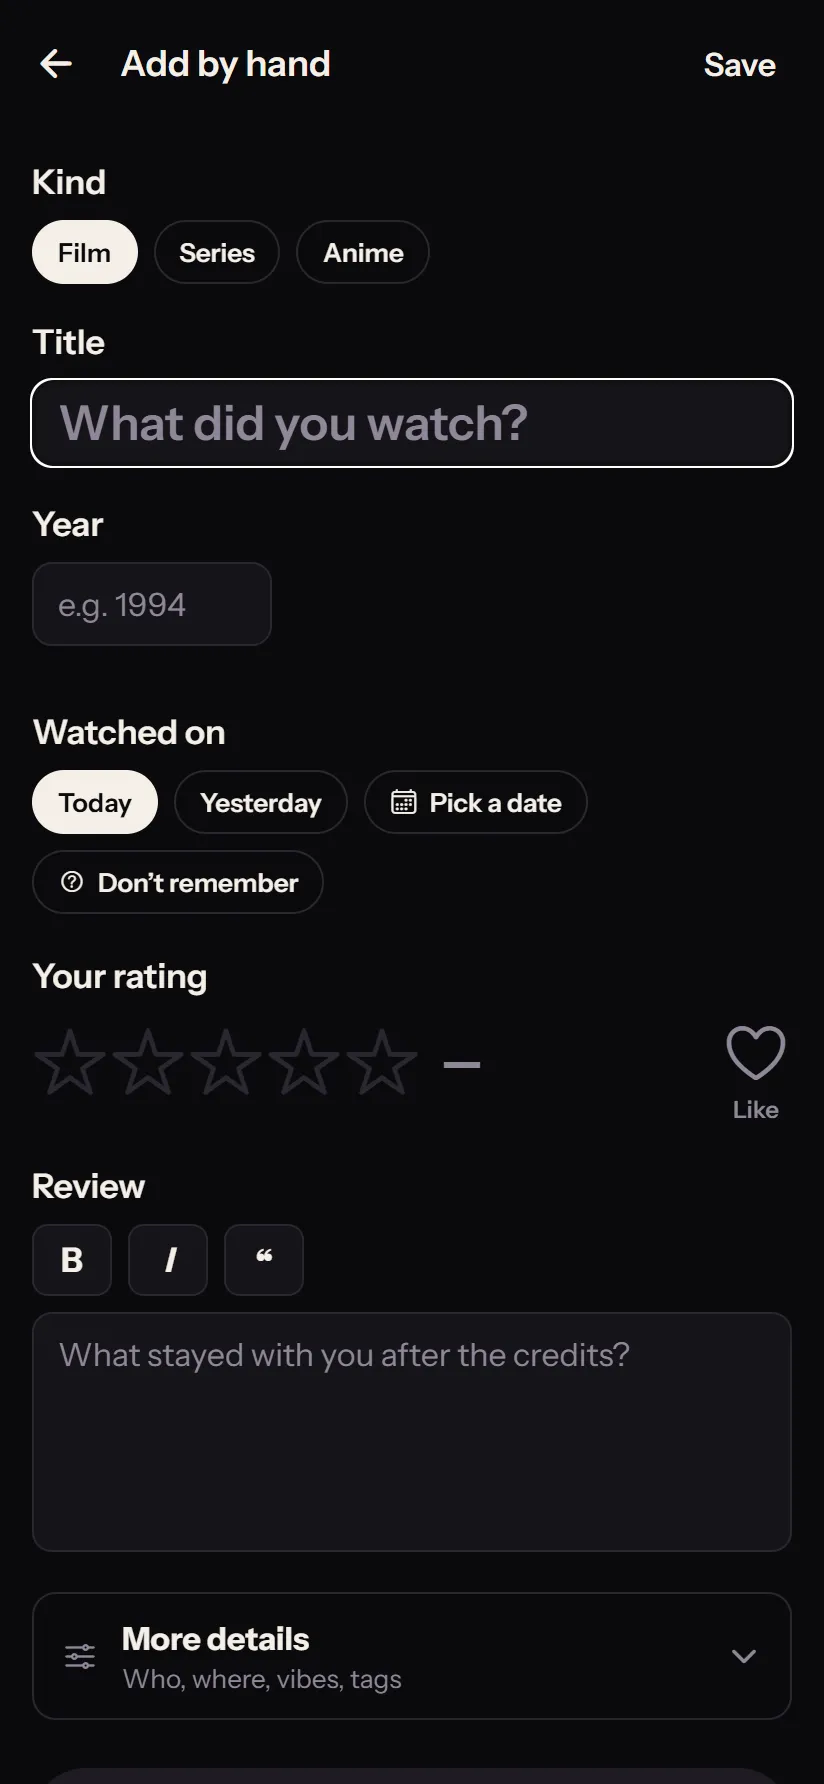 Add by hand
Save
Kind
Film
Series
Anime
Title
What did you watch?
Year
e.g. 1994
Watched on
Today
Yesterday
Pick a date
Don’t remember
Your rating
—
Like
Review
B
I
“
What stayed with you after the credits?
More details
Who, where, vibes, tags